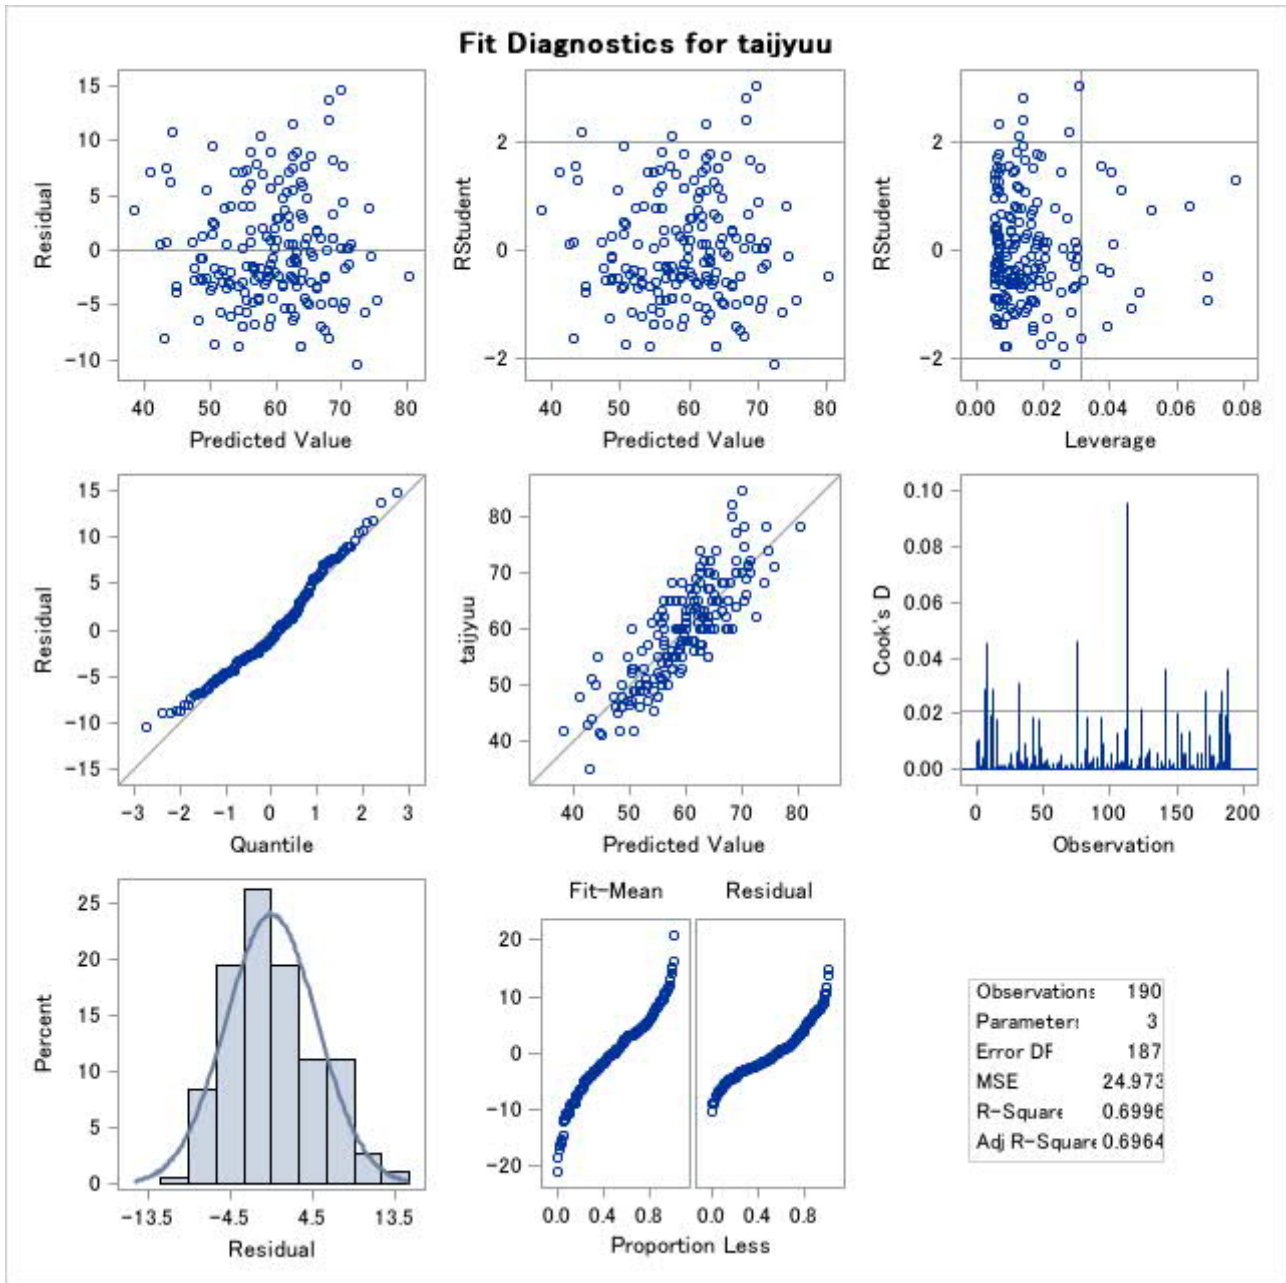 Fit Diagnostics for taijyuu
15
10
5
0
−5
−10
Residual
40 50 60 70 80
Predicted Value
2
0
−2
RStudent
40 50 60 70 80
Predicted Value
2
0
−2
RStudent
0.00 0.02 0.04 0.06 0.08
Leverage
15
10
5
0
−5
−10
−15
Residual
−3 −2 −1 0 1 2 3
Quantile
80
70
60
50
40
taijyuu
40 50 60 70 80
Predicted Value
0.10
0.08
0.06
0.04
0.02
0.00
Cook's D
0 50 100 150 200
Observation
25
20
15
10
5
0
Percent
−13.5 −4.5 4.5 13.5
Residual
Fit−Mean Residual
20
10
0
−10
−20
0.0 0.4 0.8 0.0 0.4 0.8
Proportion Less
Observations 190
Parameters 3
Error DF 187
MSE 24.973
R−Square 0.6996
Adj R−Square 0.6964